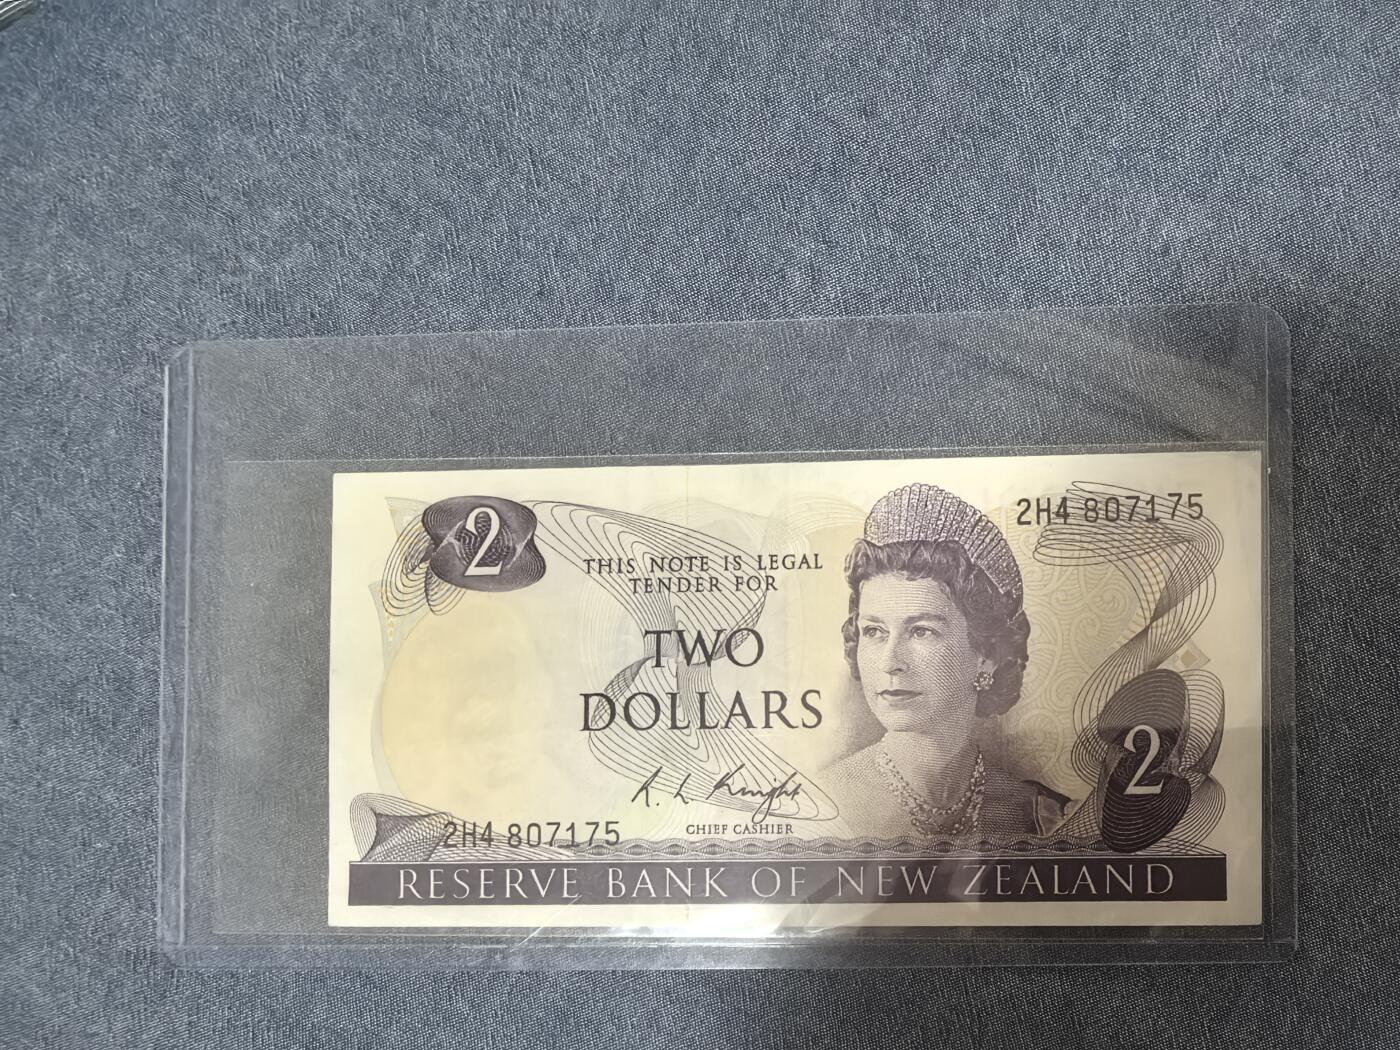 2
2H4 807175
THIS NOTE IS LEGAL
TENDER FOR
TWO
DOLLARS
R. L. Knight
2
2H4 807175
CHIEF CASHIER
RESERVE BANK OF NEW ZEALAND